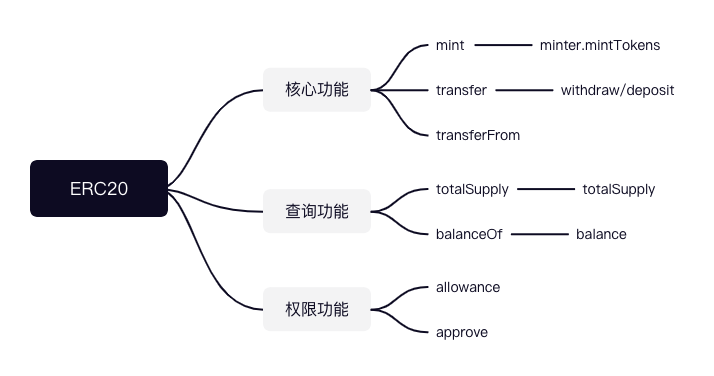 ERC20
核心功能
mint
minter.mintTokens
transfer
withdraw/deposit
transferFrom
查询功能
totalSupply
totalSupply
balanceOf
balance
权限功能
allowance
approve